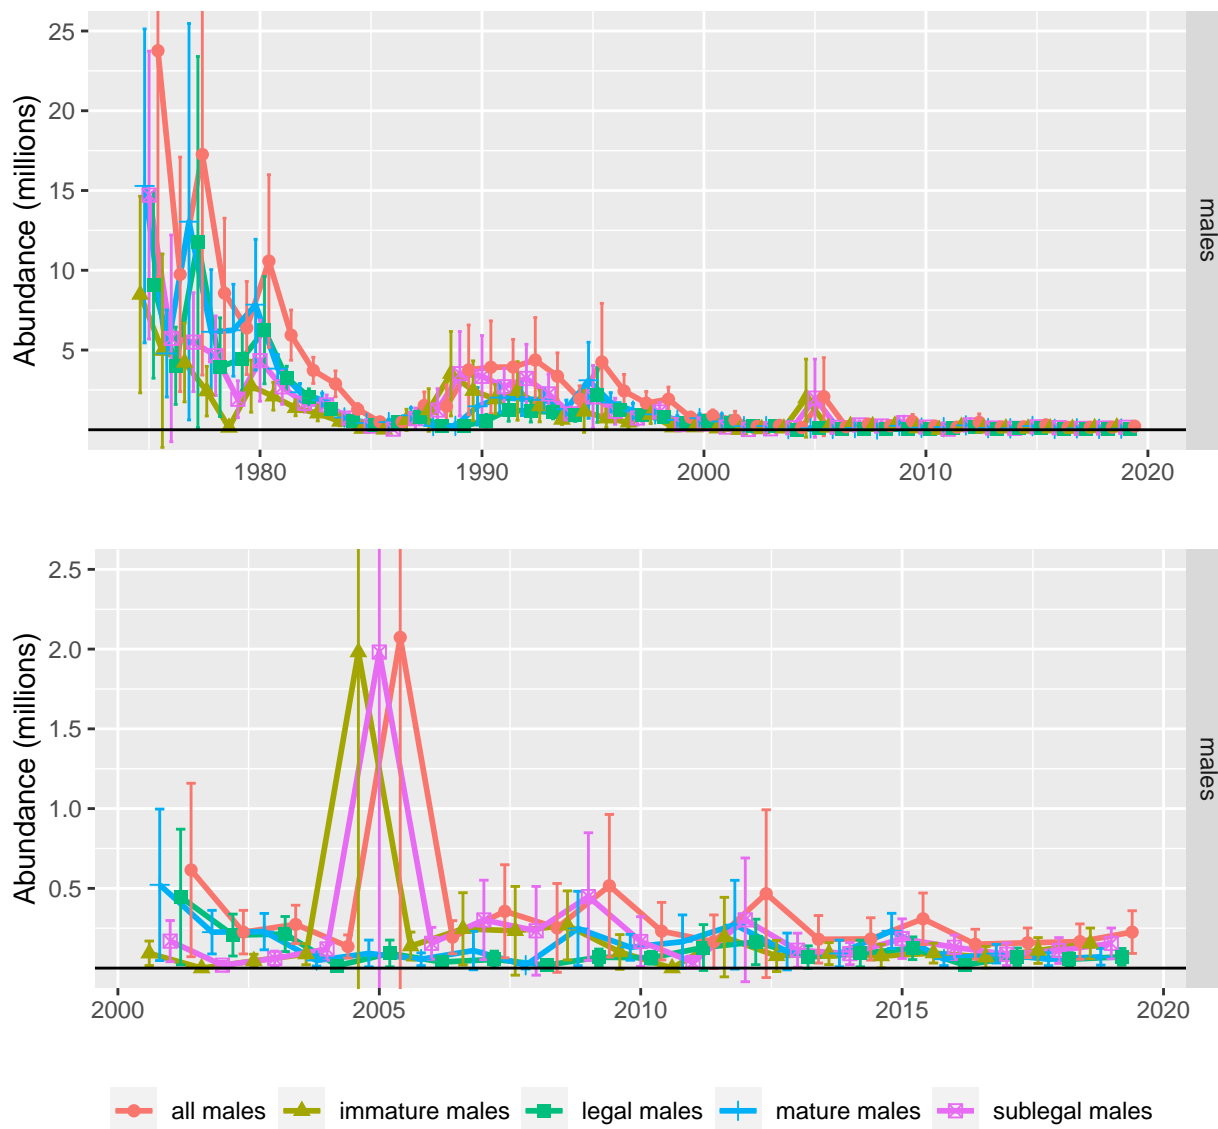 25
20
15
10
5
Abundance (millions)
males
1980
1990
2000
2010
2020
2.5
2.0
1.5
1.0
0.5
Abundance (millions)
males
2000
2005
2010
2015
2020
all males
immature males
legal males
mature males
sublegal males